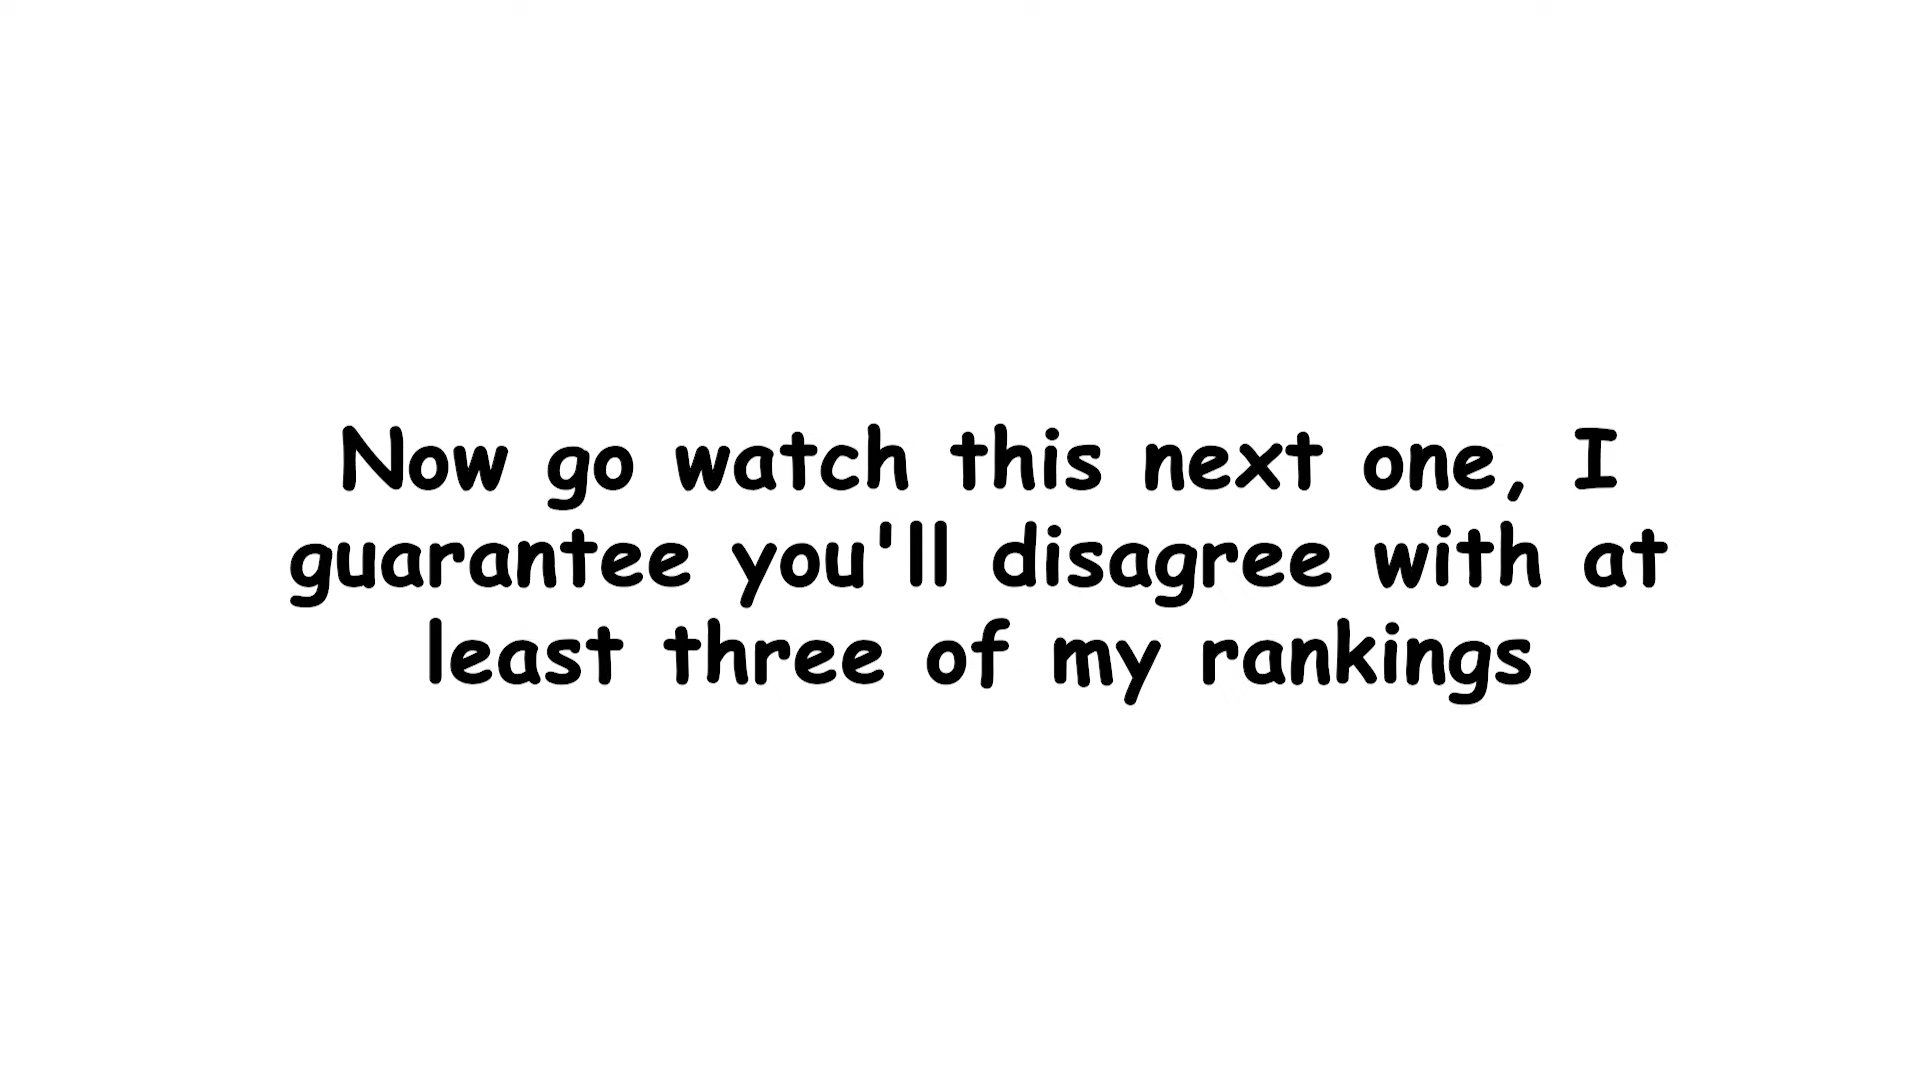 Now go watch this next one, I
guarantee you'll disagree with at
least three of my rankings